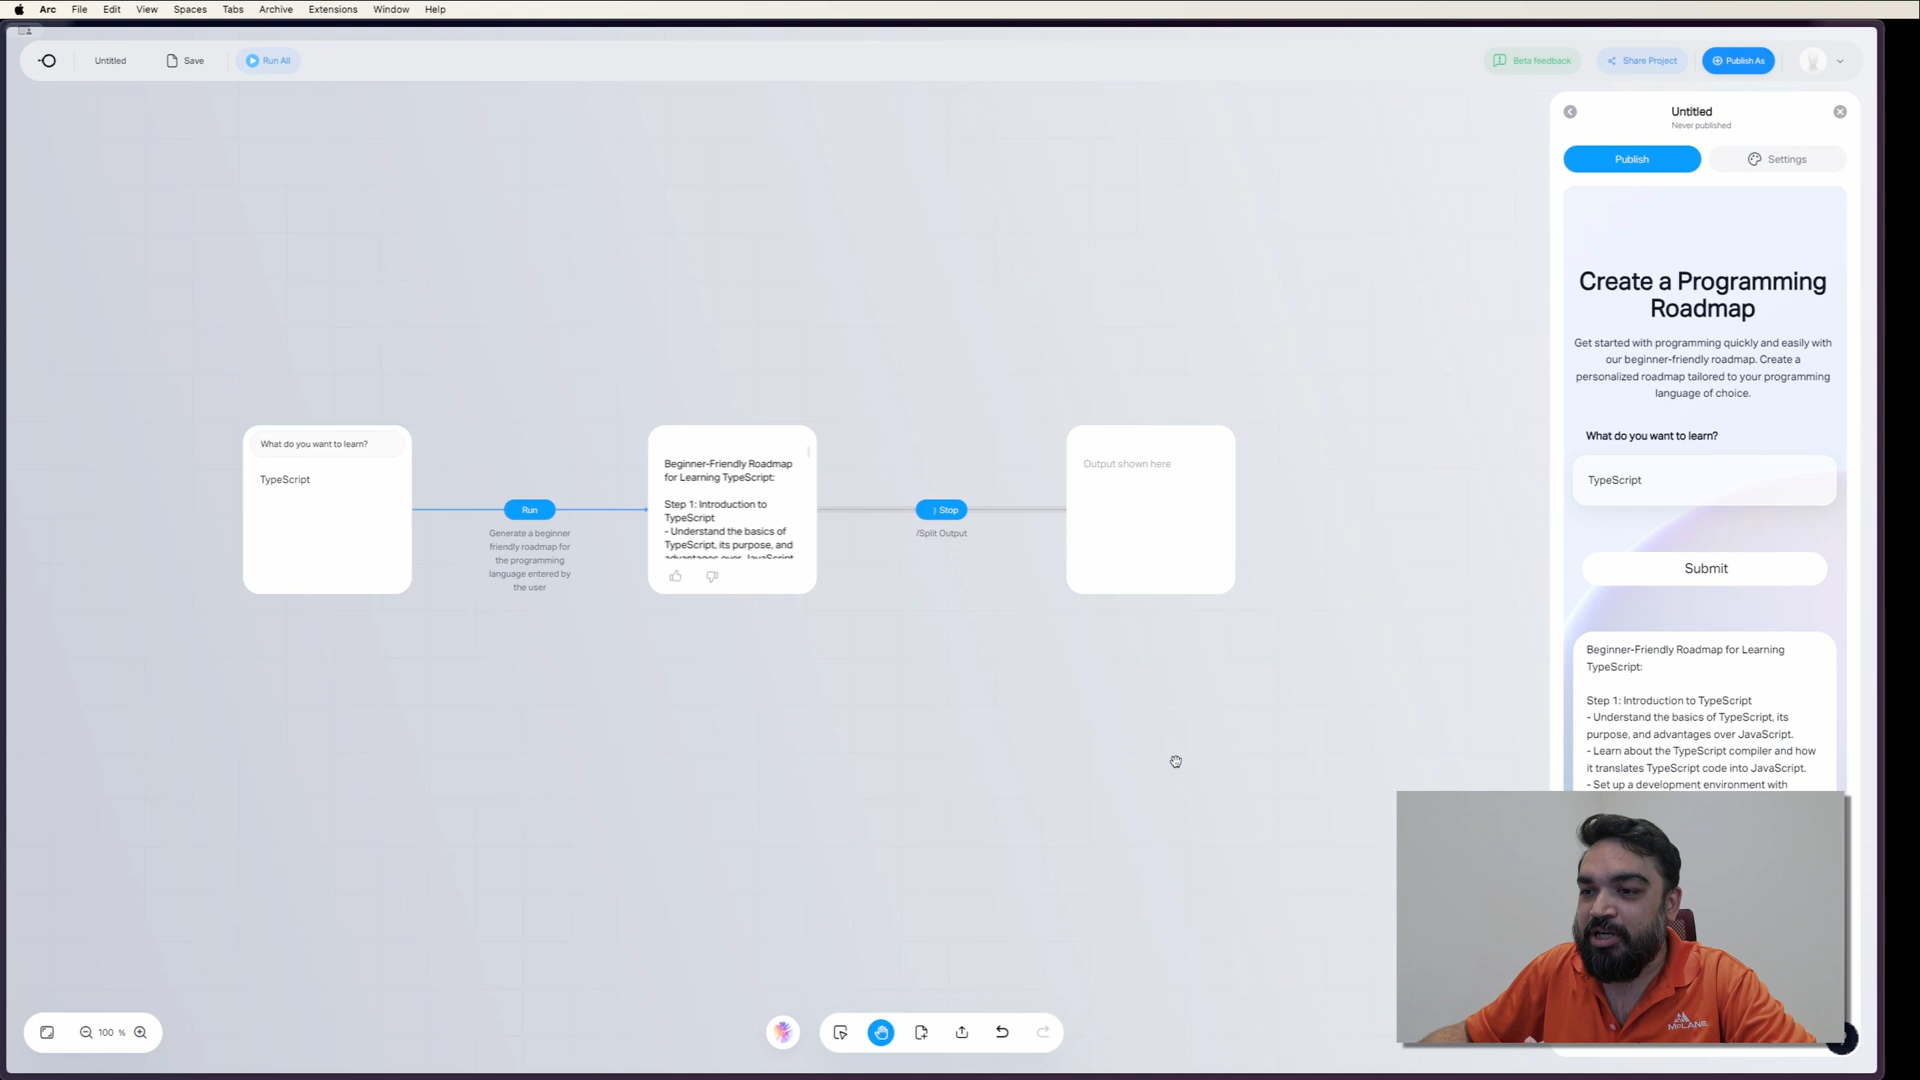 Arc File Edit View Spaces Tabs Archive Extensions Window Help
Untitled Save Run All
Beta feedback Share Project Publish As
Untitled
Never published
Publish Settings
Create a Programming
Roadmap
Get started with programming quickly and easily with
our beginner-friendly roadmap. Create a
personalized roadmap tailored to your programming
language of choice.
What do you want to learn?
TypeScript
Submit
Beginner-Friendly Roadmap for Learning
TypeScript:
Step 1: Introduction to TypeScript
- Understand the basics of TypeScript, its
purpose, and advantages over JavaScript.
- Learn about the TypeScript compiler and how
it translates TypeScript code into JavaScript.
- Set up a development environment with
What do you want to learn?
TypeScript
Run
Generate a beginner
friendly roadmap for
the programming
language entered by
the user
Beginner-Friendly Roadmap
for Learning TypeScript:
Step 1: Introduction to
TypeScript
- Understand the basics of
TypeScript, its purpose, and
advantages over JavaScript
Stop
/Split Output
Output shown here
100 %
McLANE